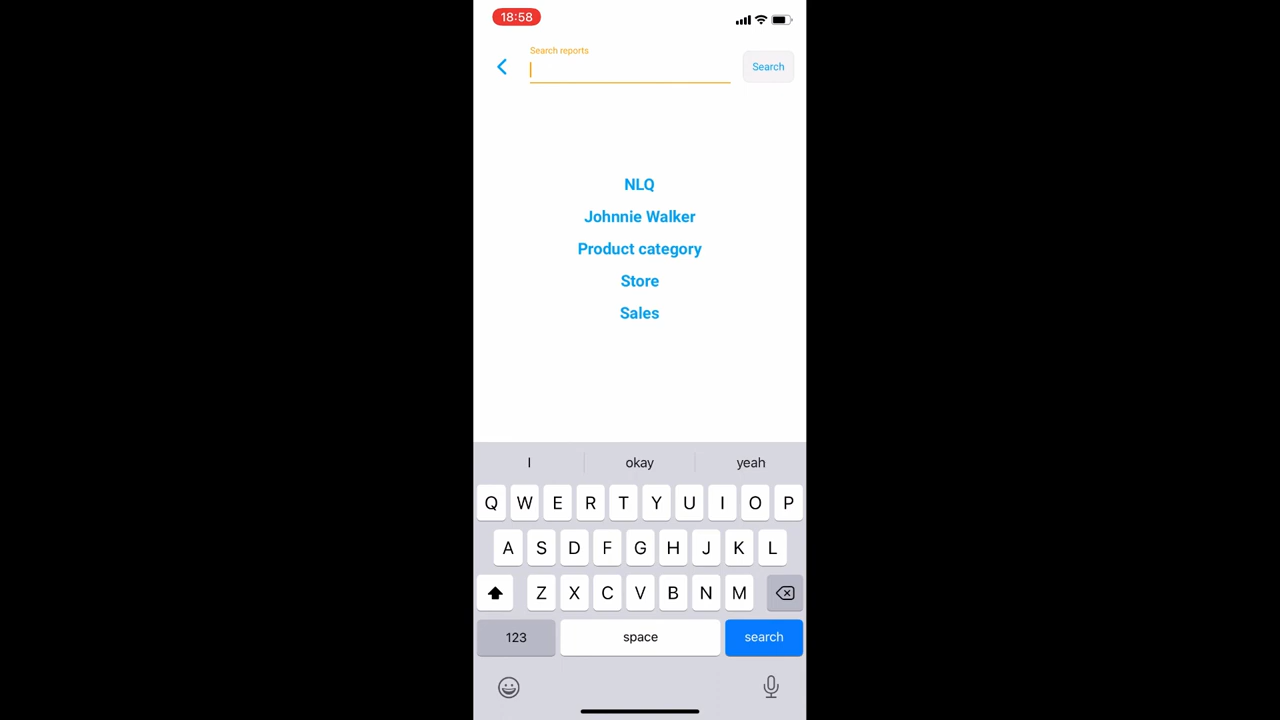 18:58
Search reports
Search
NLQ
Johnnie Walker
Product category
Store
Sales
I okay yeah
Q W E R T Y U I O P
A S D F G H J K L
Z X C V B N M
123 space search